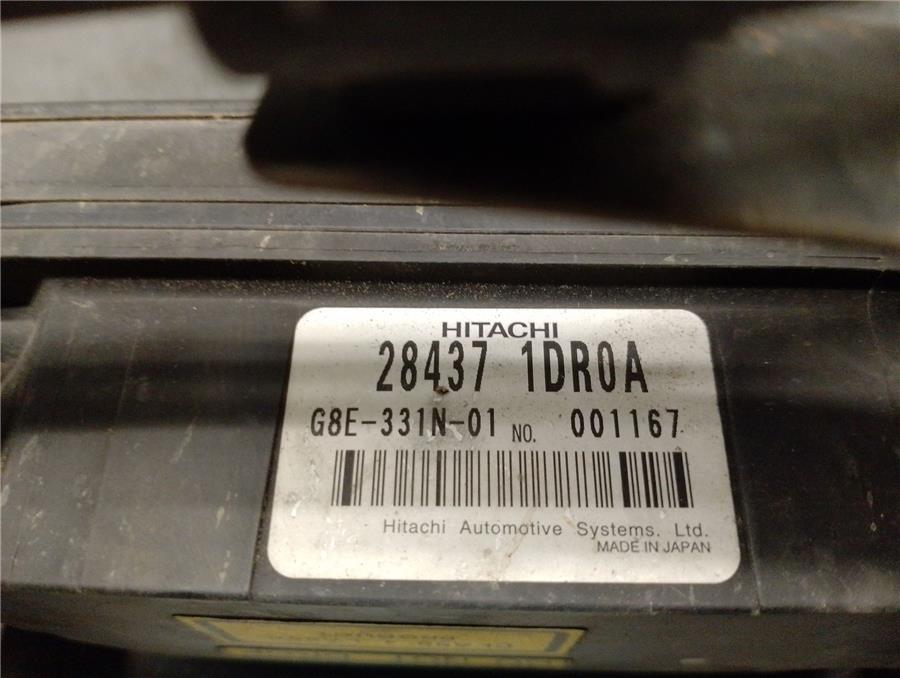 HITACHI
28437 1DR0A
G8E-331N-01 NO. 001167
Hitachi Automotive Systems. Ltd.
MADE IN JAPAN